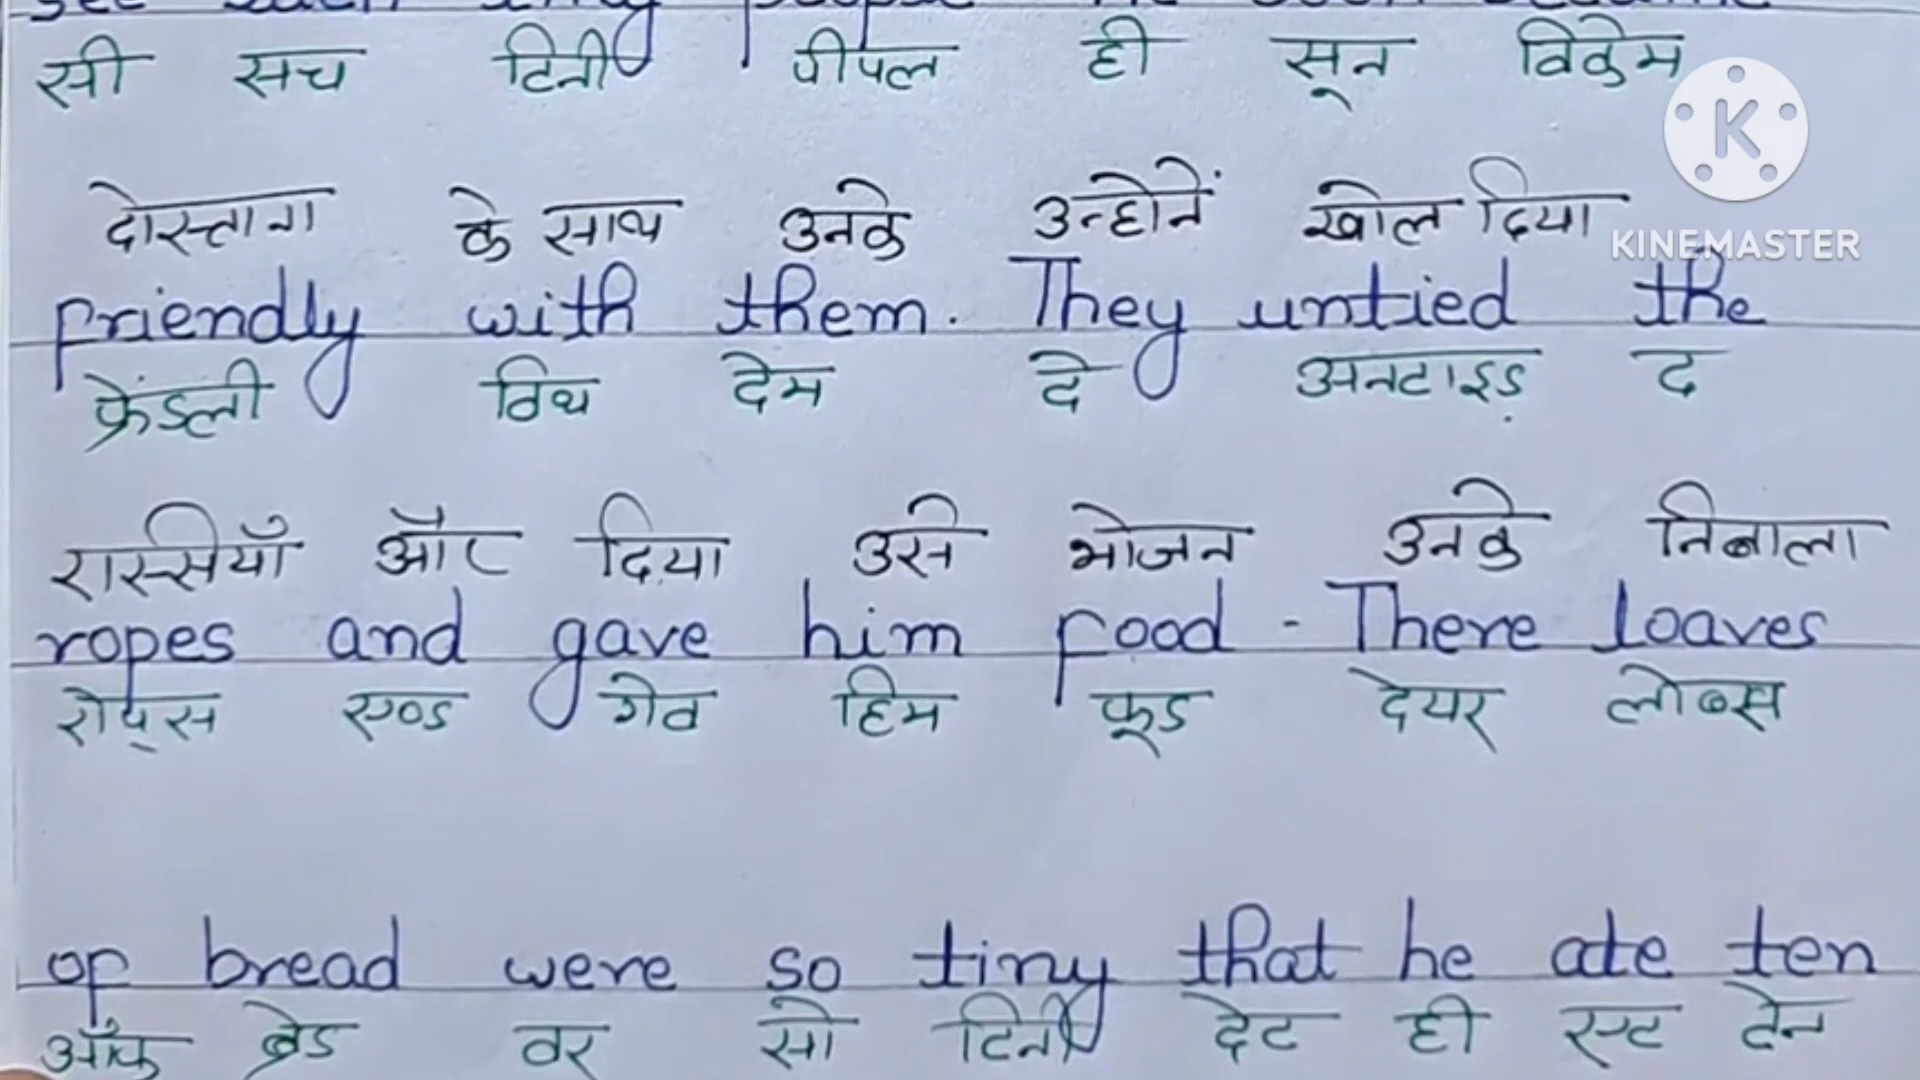 सी सच टिनी पीपल ही सून विकेम
दोस्ताना के साथ उनके उन्होनें खोल दिया
friendly with them. They untied the
फ्रेंडली विथ देम दे अनटाइड़ द
रास्सियाँ ऑर दिया उसे भोजन उनके निबाला
ropes and gave him food - There loaves
रोप्स एण्ड गेव हिम फूड देयर लोब्स
of bread were so tiny that he ate ten
ऑफ ब्रेड वर सो टिनी देट ही एट टेन
KINEMASTER